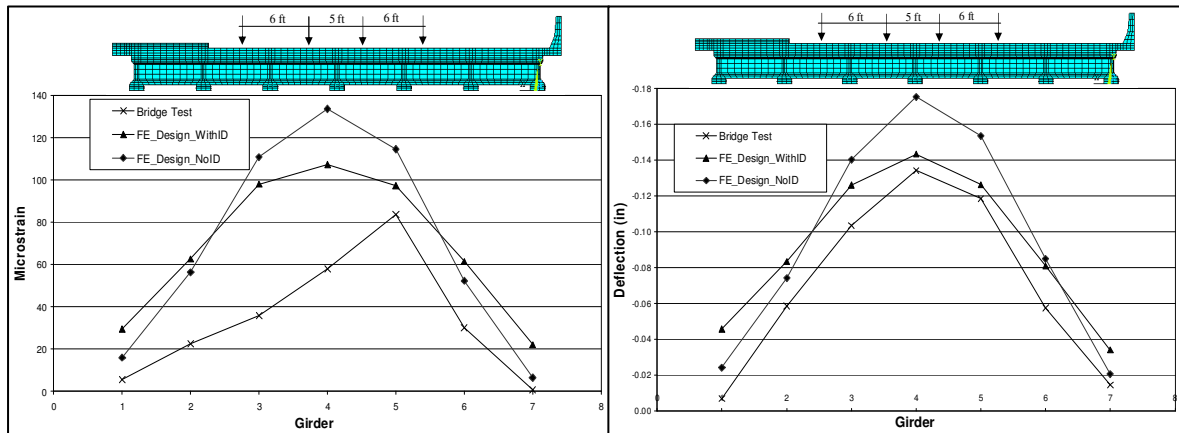 6 ft 5 ft 6 ft
140
120
100
80
60
40
20
0
Microstrain
Bridge Test
FE_Design_WithID
FE_Design_NoID
0 1 2 3 4 5 6 7 8
Girder
6 ft 5 ft 6 ft
-0.18
-0.16
-0.14
-0.12
-0.10
-0.08
-0.06
-0.04
-0.02
0.00
Deflection (in)
Bridge Test
FE_Design_WithID
FE_Design_NoID
0 1 2 3 4 5 6 7 8
Girder